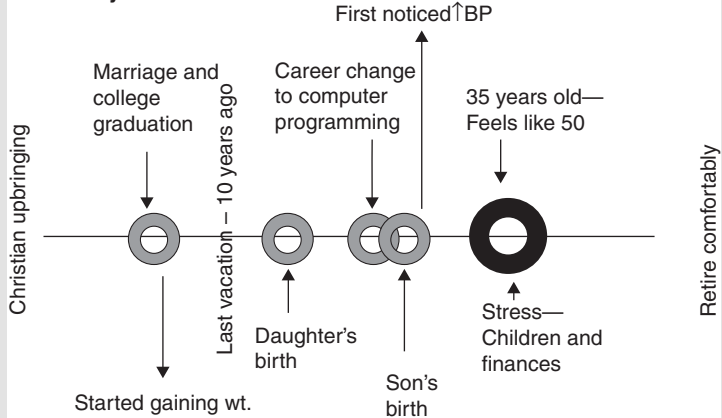 First noticed↑BP
Marriage and
college
graduation
Career change
to computer
programming
35 years old—
Feels like 50
Christian upbringing
Last vacation – 10 years ago
Retire comfortably
Daughter's
birth
Son's
birth
Stress—
Children and
finances
Started gaining wt.